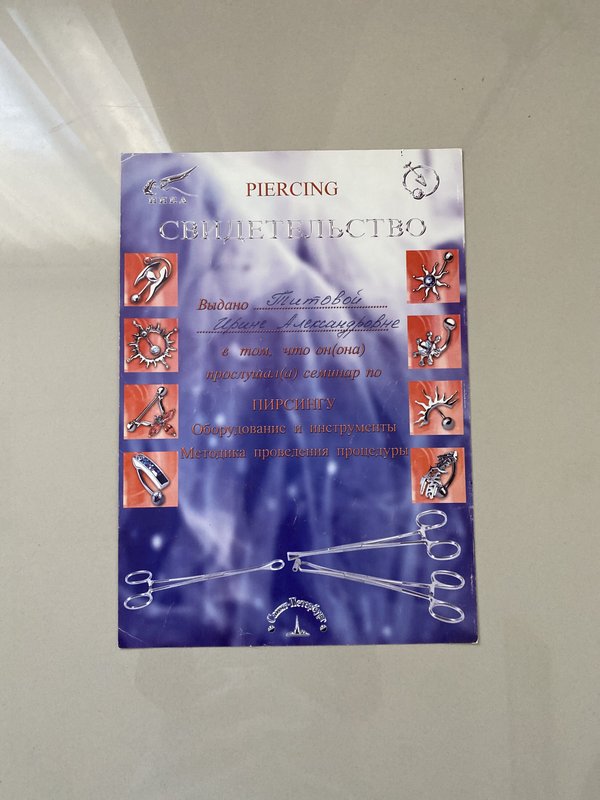 НИКА
PIERCING
СВИДЕТЕЛЬСТВО
Выдано Титовой
Ирине Александровне
в том, что он(она)
прослушал(а) семинар по
ПИРСИНГУ
Оборудование и инструменты
Методика проведения процедуры
Санкт-Петербург